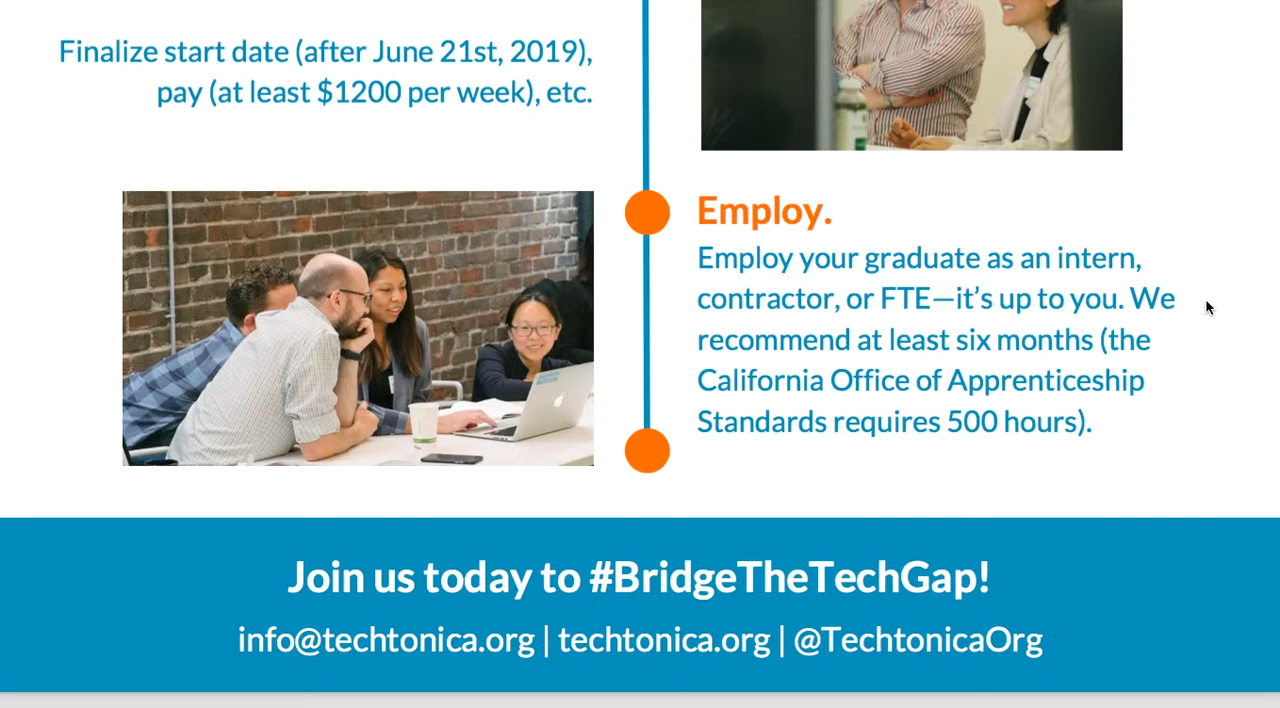 Finalize start date (after June 21st, 2019),
pay (at least $1200 per week), etc.
Employ.
Employ your graduate as an intern,
contractor, or FTE—it's up to you. We
recommend at least six months (the
California Office of Apprenticeship
Standards requires 500 hours).
Join us today to #BridgeTheTechGap!
info@techtonica.org | techtonica.org | @TechtonicaOrg